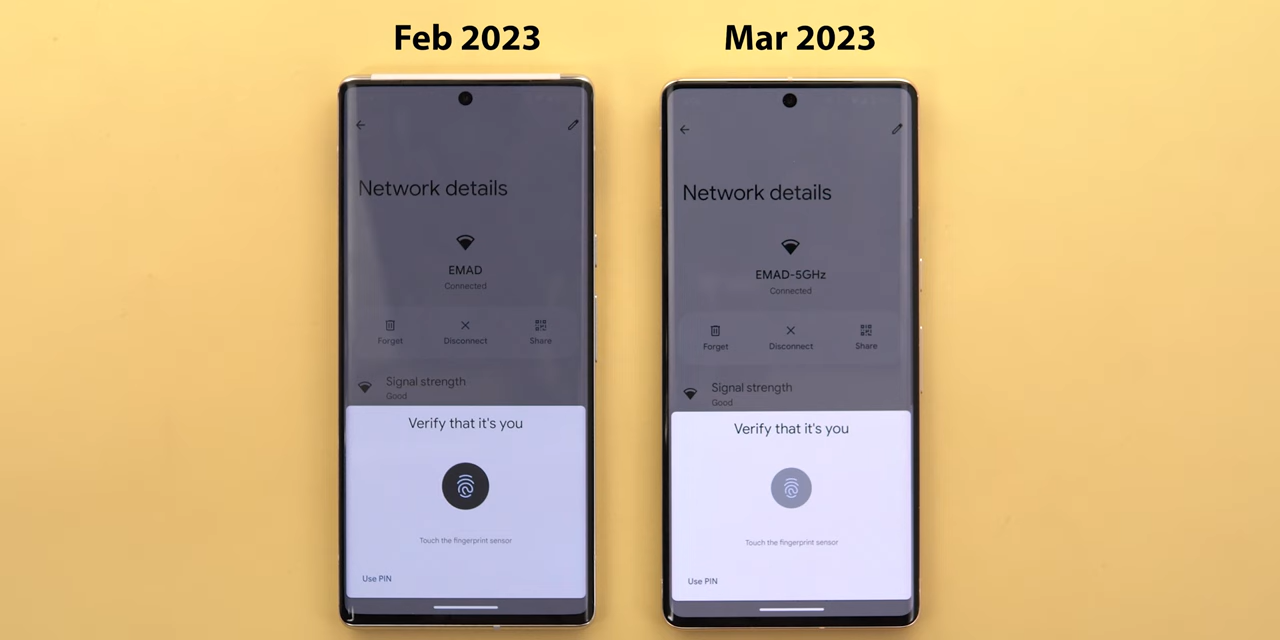 Feb 2023
Mar 2023
Network details
EMAD
Connected
Forget
Disconnect
Share
Signal strength
Good
Verify that it's you
Touch the fingerprint sensor
Use PIN
Network details
EMAD-5GHz
Connected
Forget
Disconnect
Share
Signal strength
Good
Verify that it's you
Touch the fingerprint sensor
Use PIN